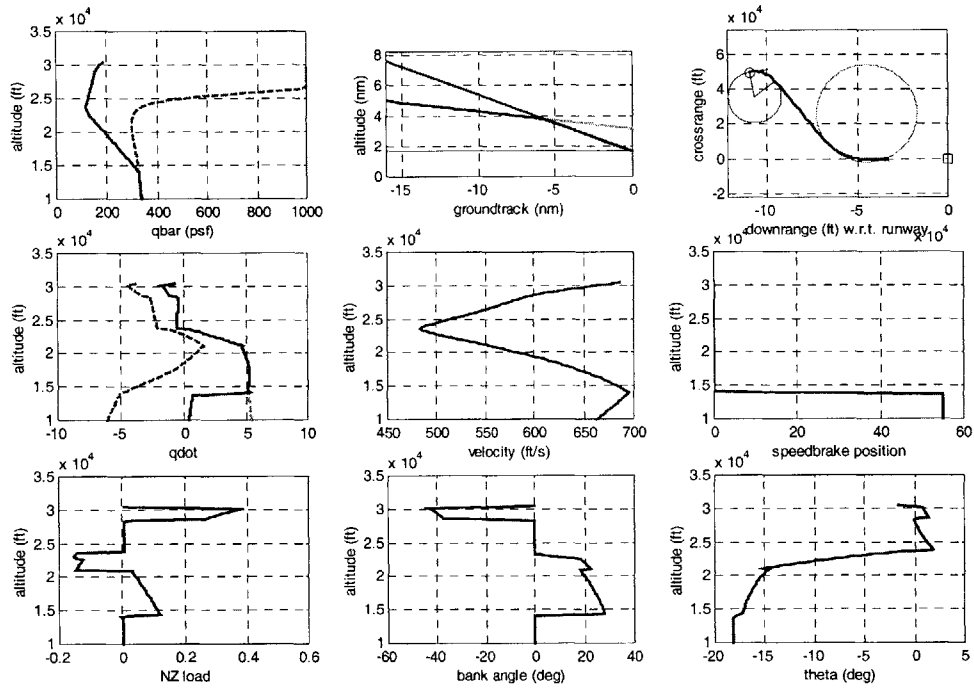 x 10^4
3.5
3
2.5
2
1.5
1
0 200 400 600 800 1000
altitude (ft)
qbar (psf)
8
6
4
2
0
-15 -10 -5 0
altitude (nm)
groundtrack (nm)
x 10^4
6
4
2
0
-2
-10 -5 0
crossrange (ft)
downrange (ft) w.r.t. runway
x 10^4
x 10^4
3.5
3
2.5
2
1.5
1
-10 -5 0 5 10
altitude (ft)
qdot
x 10^4
3.5
3
2.5
2
1.5
1
450 500 550 600 650 700
altitude (ft)
velocity (ft/s)
x 10^4
3.5
3
2.5
2
1.5
1
0 20 40 60
altitude (ft)
speedbrake position
x 10^4
3.5
3
2.5
2
1.5
1
-0.2 0 0.2 0.4 0.6
altitude (ft)
NZ load
x 10^4
3.5
3
2.5
2
1.5
1
-60 -40 -20 0 20 40
altitude (ft)
bank angle (deg)
x 10^4
3.5
3
2.5
2
1.5
1
-20 -15 -10 -5 0 5
altitude (ft)
theta (deg)